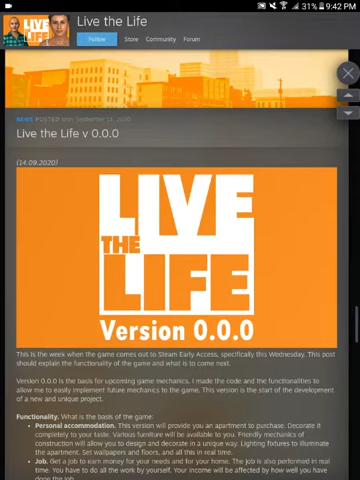 31% 9:42 PM
LIVE
LIFE
Live the Life
Follow
Store Community Forum
NEWS POSTED Mon, September 14, 2020
Live the Life v 0.0.0
(14.09.2020)
LIVE
THE
LIFE
Version 0.0.0
This is the week when the game comes out to Steam Early Access, specifically this Wednesday. This post
should explain the functionality of the game and what is to come next.
Version 0.0.0 is the basis for upcoming game mechanics. I made the code and the functionalities to
allow me to easily implement future mechanics to the game. This version is the start of the development
of a new and unique project.
Functionality. What is the basis of the game:
• Personal accommodation. This version will provide you an apartment to purchase. Decorate it
completely to your taste. Various furniture will be available to you. Friendly mechanics of
construction will allow you to design and decorate in a unique way. Lighting fixtures to illuminate
the apartment. Set wallpapers and floors, and all this in real time.
• Job. Get a job to earn money for your needs and for your home. The job is also performed in real
time. You have to do all the work by yourself. Your income will be affected by how well you have
done the job.